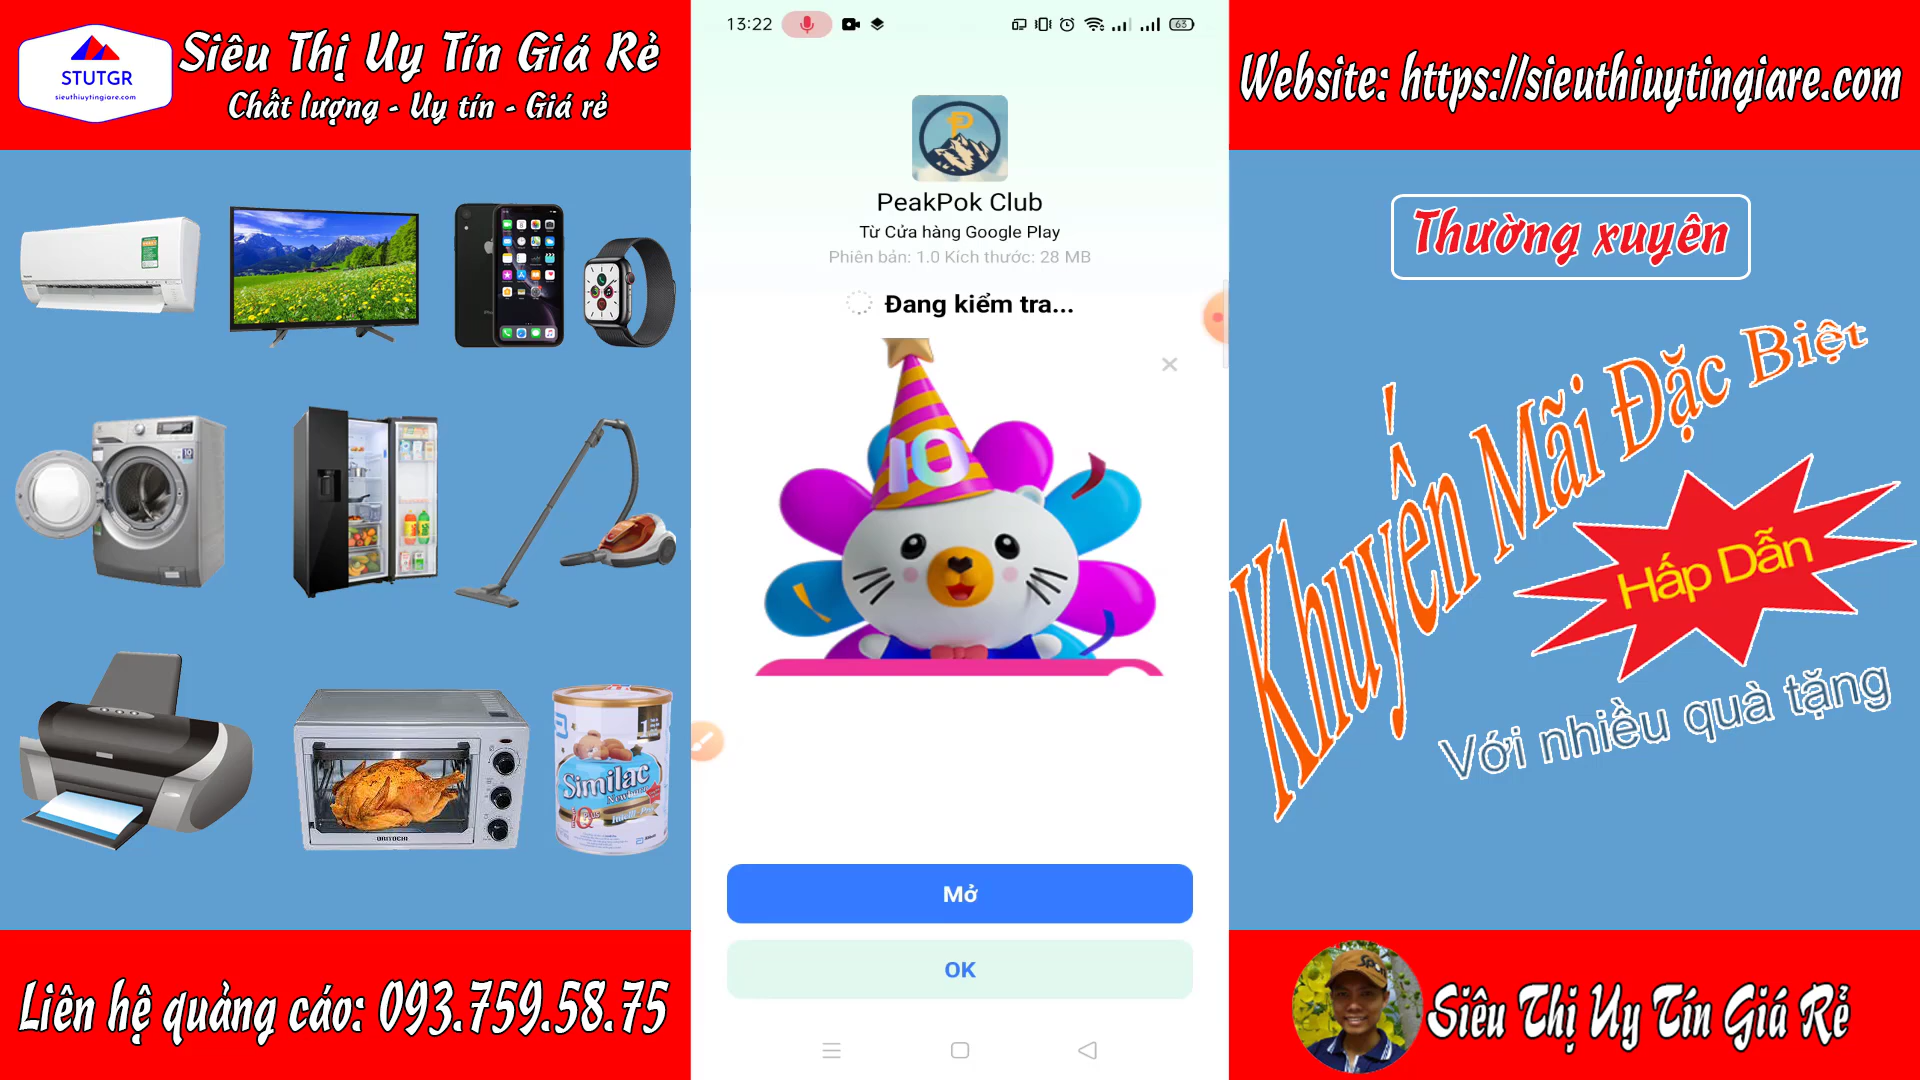 STUTGR
sieuthiuytingiare.com
Siêu Thị Uy Tín Giá Rẻ
Chất lượng - Uy tín - Giá rẻ
13:22
63
PeakPok Club
Từ Cửa hàng Google Play
Phiên bản: 1.0 Kích thước: 28 MB
Đang kiểm tra...
10
Mở
OK
Website: https://sieuthiuytingiare.com
Thường xuyên
Khuyến Mãi Đặc Biệt
Hấp Dẫn
Với nhiều quà tặng
Similac
IQ
Liên hệ quảng cáo: 093.759.58.75
Siêu Thị Uy Tín Giá Rẻ